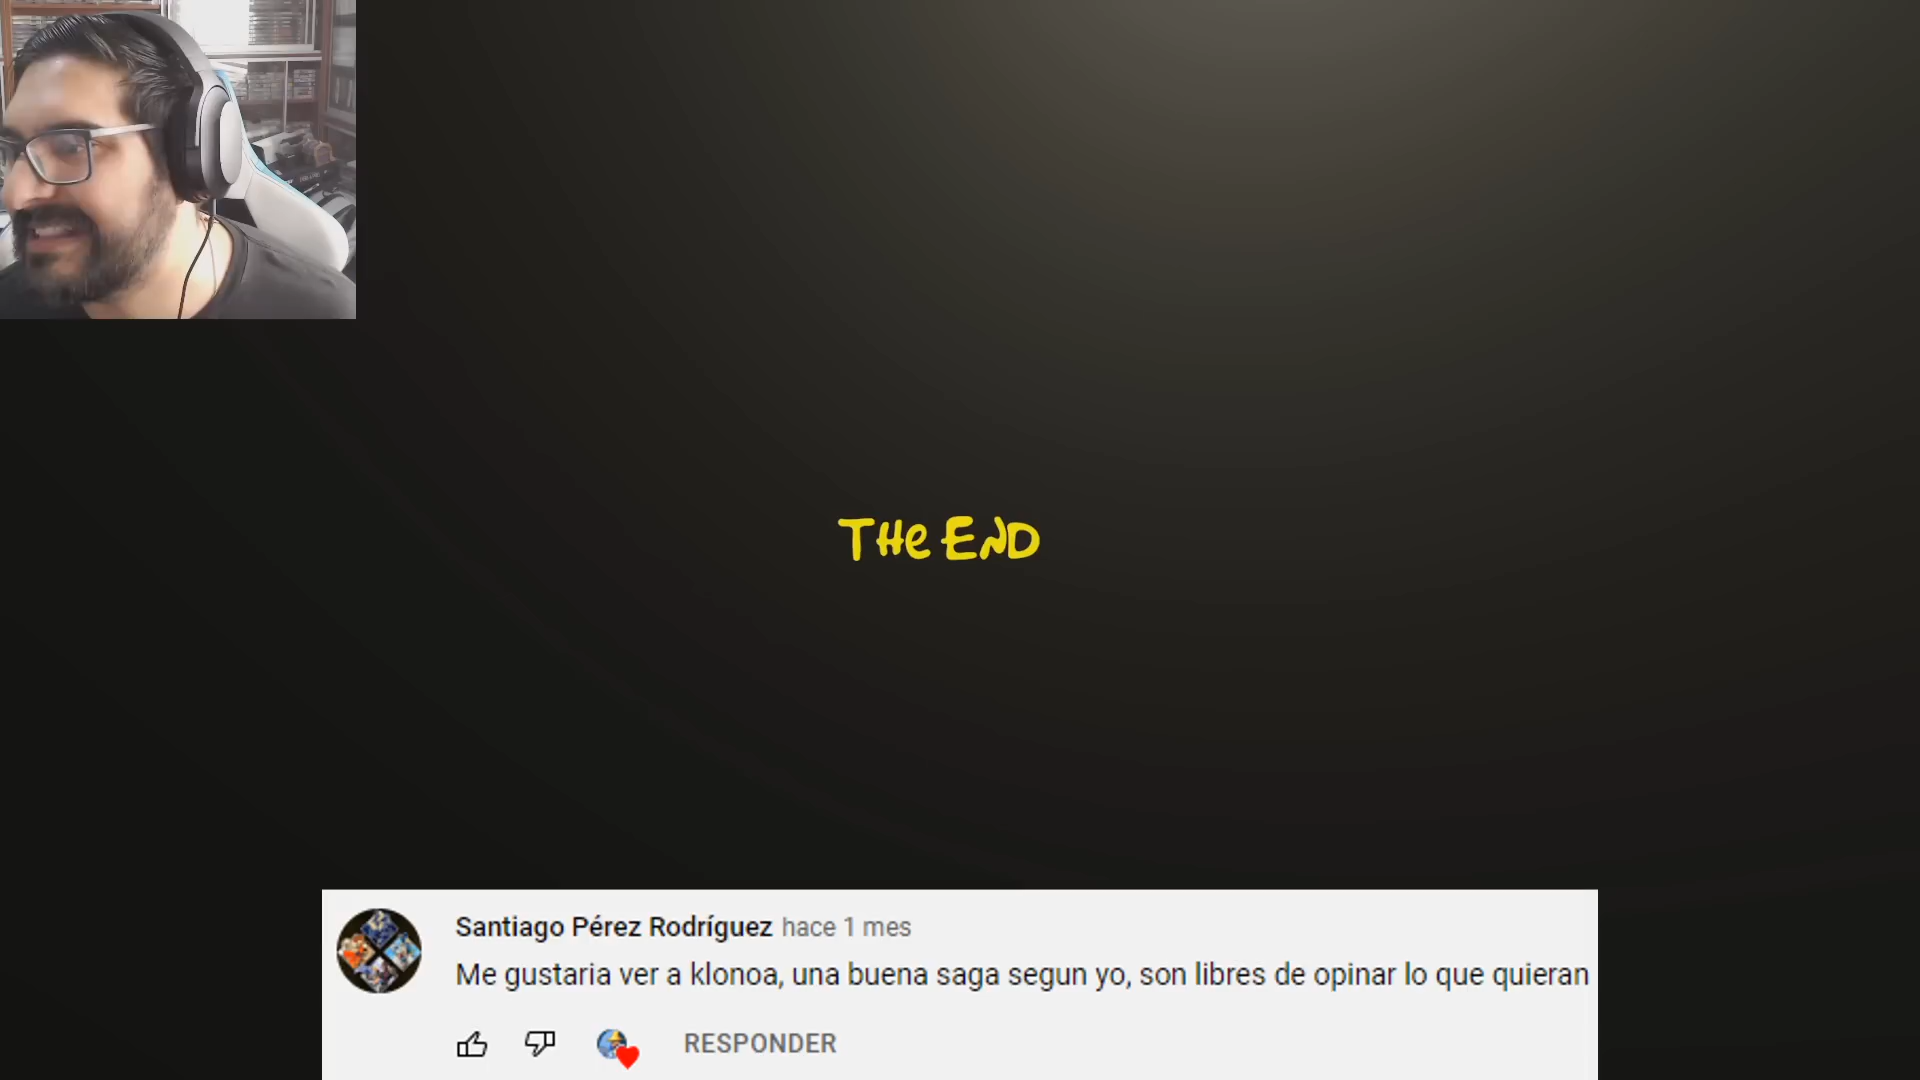 THe END
Santiago Pérez Rodríguez hace 1 mes
Me gustaria ver a klonoa, una buena saga segun yo, son libres de opinar lo que quieran
RESPONDER